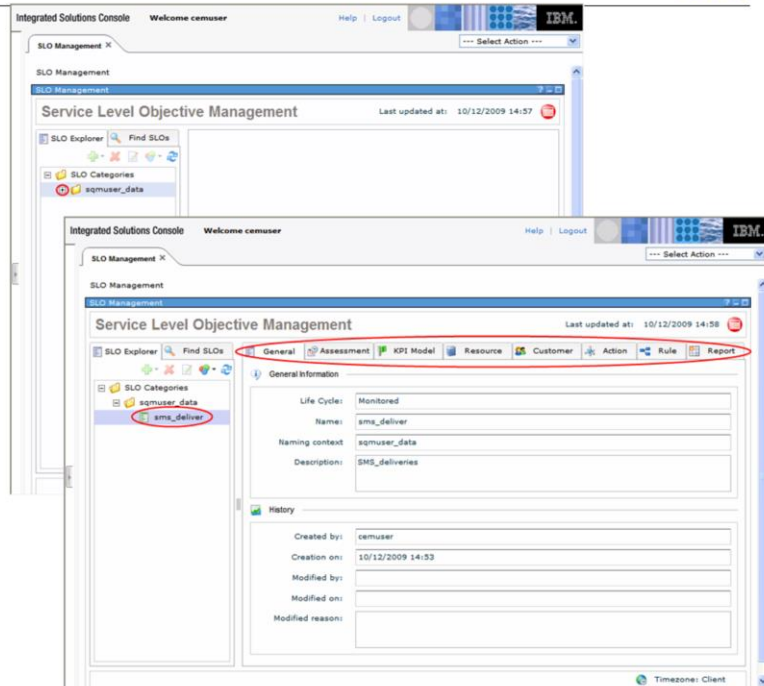 Integrated Solutions Console Welcome cemuser Help | Logout IBM.
SLO Management X --- Select Action ---
SLO Management
SLO Management
Service Level Objective Management Last updated at: 10/12/2009 14:57
SLO Explorer Find SLOs
SLO Categories
sqmuser_data
Integrated Solutions Console Welcome cemuser Help | Logout IBM.
SLO Management X --- Select Action ---
SLO Management
SLO Management
Service Level Objective Management Last updated at: 10/12/2009 14:58
SLO Explorer Find SLOs General Assessment KPI Model Resource Customer Action Rule Report
SLO Categories
sqmuser_data
sms_deliver
General Information
Life Cycle: Monitored
Name: sms_deliver
Naming context sqmuser_data
Description: SMS_deliveries
History
Created by: cemuser
Creation on: 10/12/2009 14:53
Modified by:
Modified on:
Modified reason:
Timezone: Client